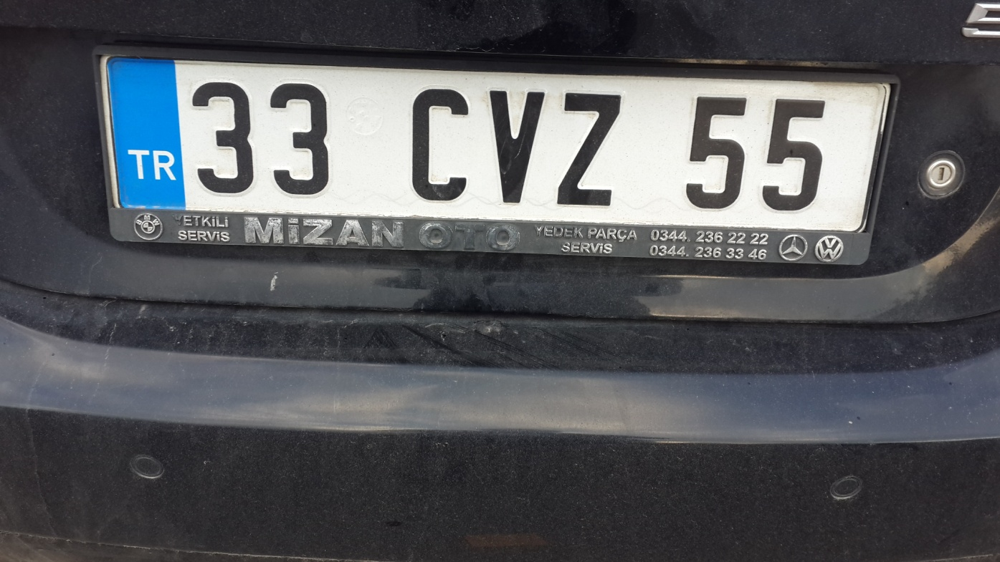 TR 33 CVZ 55
BMW YETKİLİ SERVİS MİZAN OTO YEDEK PARÇA SERVİS 0344. 236 22 22
0344. 236 33 46